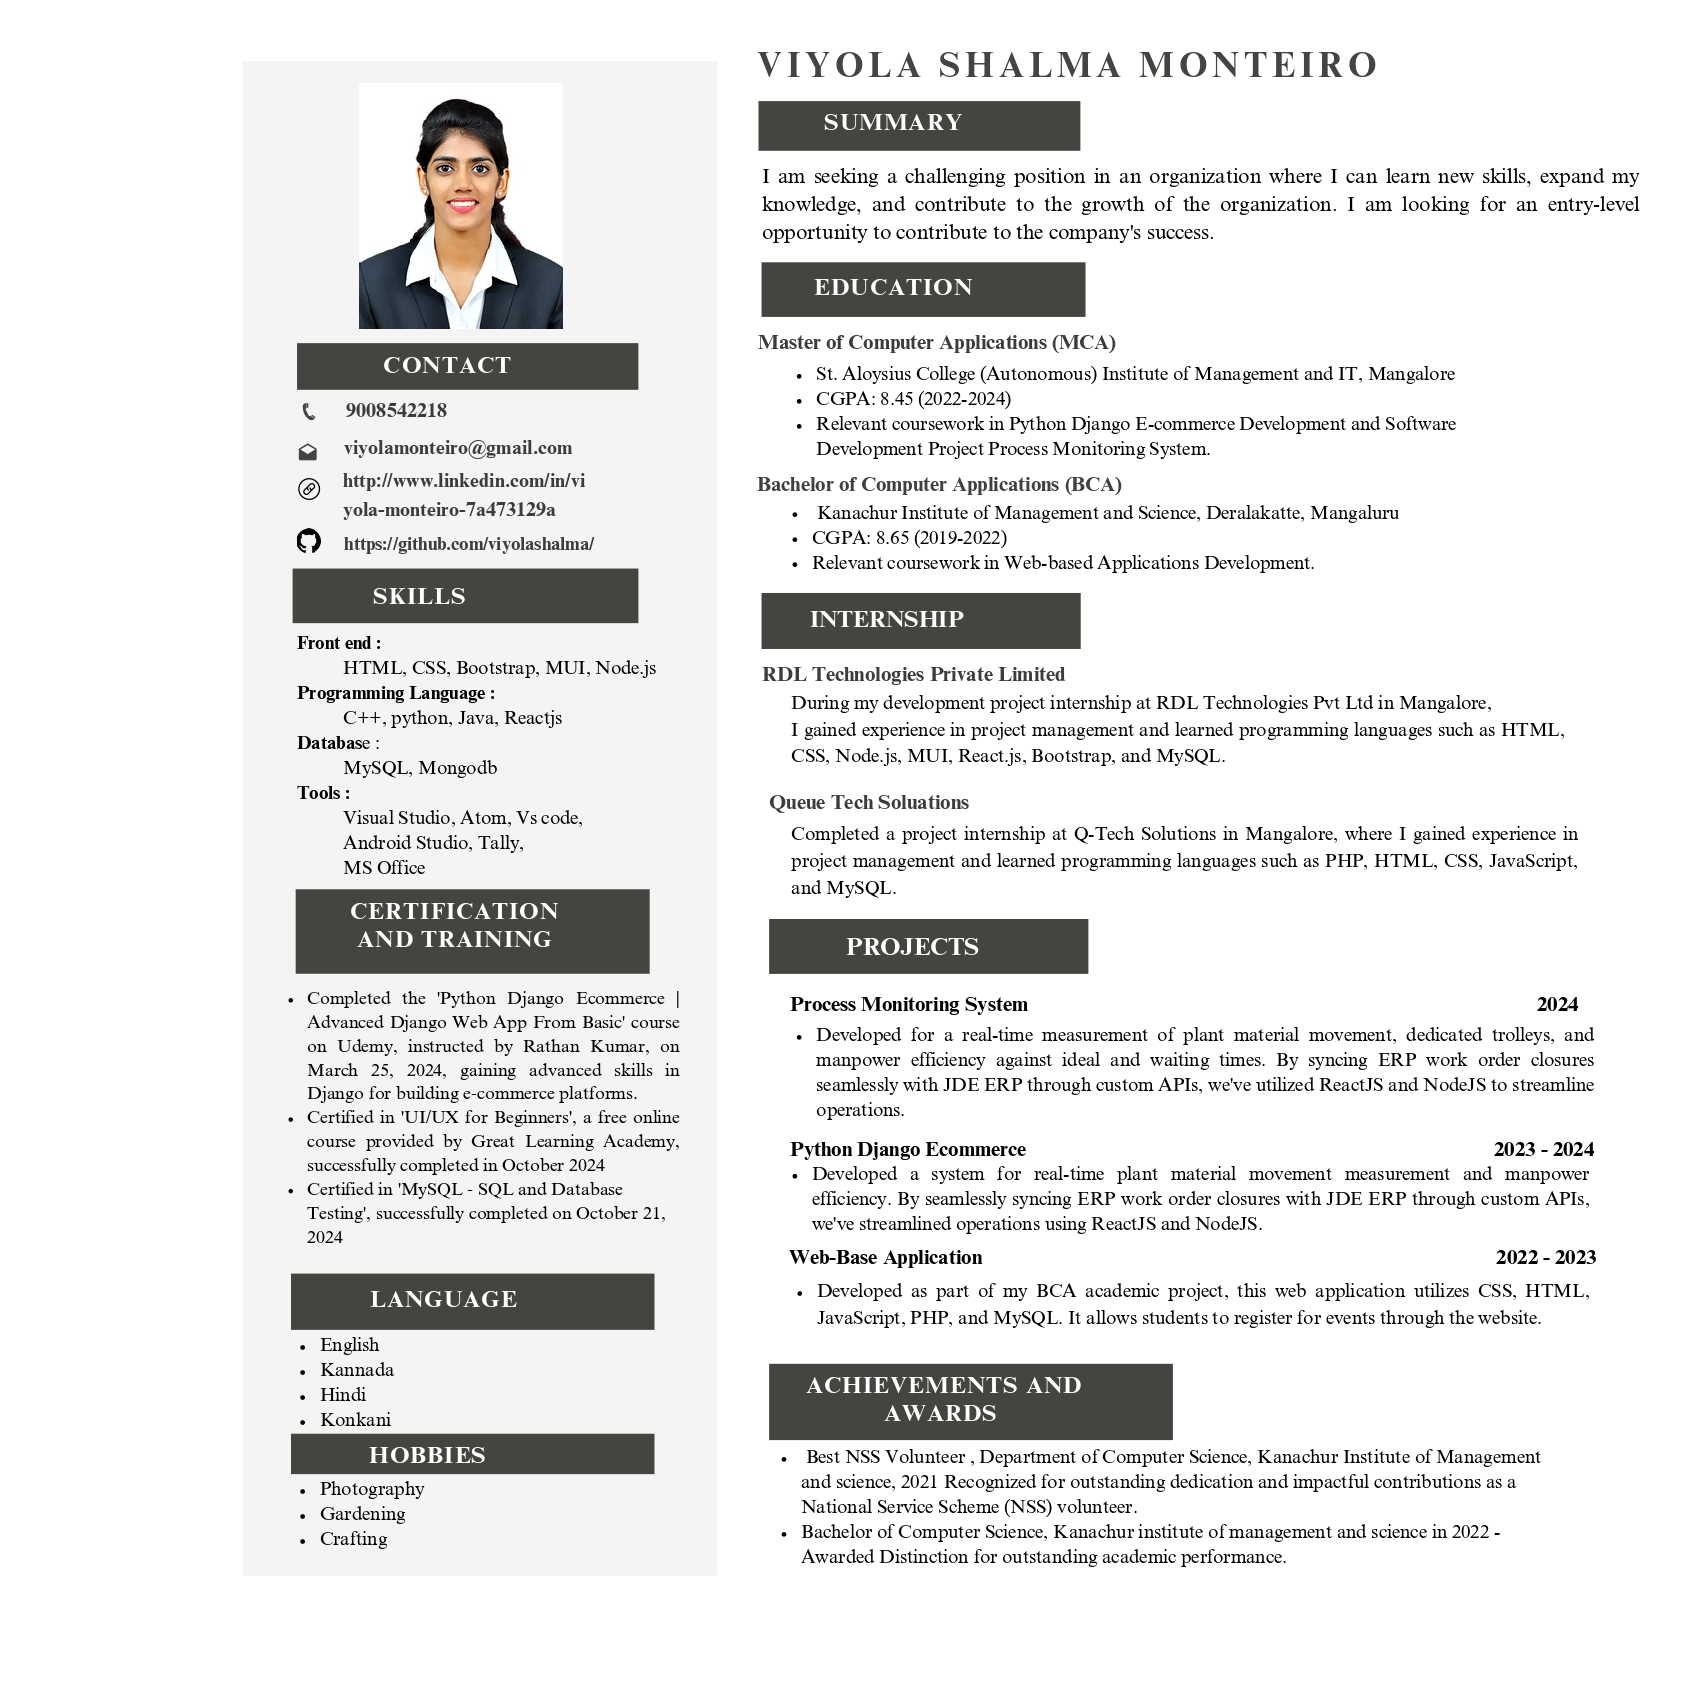 VIYOLA SHALMA MONTEIRO
CONTACT
9008542218
viyolamonteiro@gmail.com
http://www.linkedin.com/in/vi
yola-monteiro-7a473129a
https://github.com/viyolashalma/
SKILLS
Front end :
HTML, CSS, Bootstrap, MUI, Node.js
Programming Language :
C++, python, Java, Reactjs
Database :
MySQL, Mongodb
Tools :
Visual Studio, Atom, Vs code,
Android Studio, Tally,
MS Office
CERTIFICATION
AND TRAINING
• Completed the 'Python Django Ecommerce |
Advanced Django Web App From Basic' course
on Udemy, instructed by Rathan Kumar, on
March 25, 2024, gaining advanced skills in
Django for building e-commerce platforms.
• Certified in 'UI/UX for Beginners', a free online
course provided by Great Learning Academy,
successfully completed in October 2024
• Certified in 'MySQL - SQL and Database
Testing', successfully completed on October 21,
2024
LANGUAGE
• English
• Kannada
• Hindi
• Konkani
HOBBIES
• Photography
• Gardening
• Crafting
SUMMARY
I am seeking a challenging position in an organization where I can learn new skills, expand my
knowledge, and contribute to the growth of the organization. I am looking for an entry-level
opportunity to contribute to the company's success.
EDUCATION
Master of Computer Applications (MCA)
• St. Aloysius College (Autonomous) Institute of Management and IT, Mangalore
• CGPA: 8.45 (2022-2024)
• Relevant coursework in Python Django E-commerce Development and Software
Development Project Process Monitoring System.
Bachelor of Computer Applications (BCA)
• Kanachur Institute of Management and Science, Deralakatte, Mangaluru
• CGPA: 8.65 (2019-2022)
• Relevant coursework in Web-based Applications Development.
INTERNSHIP
RDL Technologies Private Limited
During my development project internship at RDL Technologies Pvt Ltd in Mangalore,
I gained experience in project management and learned programming languages such as HTML,
CSS, Node.js, MUI, React.js, Bootstrap, and MySQL.
Queue Tech Soluations
Completed a project internship at Q-Tech Solutions in Mangalore, where I gained experience in
project management and learned programming languages such as PHP, HTML, CSS, JavaScript,
and MySQL.
PROJECTS
Process Monitoring System 2024
• Developed for a real-time measurement of plant material movement, dedicated trolleys, and
manpower efficiency against ideal and waiting times. By syncing ERP work order closures
seamlessly with JDE ERP through custom APIs, we've utilized ReactJS and NodeJS to streamline
operations.
Python Django Ecommerce 2023 - 2024
• Developed a system for real-time plant material movement measurement and manpower
efficiency. By seamlessly syncing ERP work order closures with JDE ERP through custom APIs,
we've streamlined operations using ReactJS and NodeJS.
Web-Base Application 2022 - 2023
• Developed as part of my BCA academic project, this web application utilizes CSS, HTML,
JavaScript, PHP, and MySQL. It allows students to register for events through the website.
ACHIEVEMENTS AND
AWARDS
• Best NSS Volunteer , Department of Computer Science, Kanachur Institute of Management
and science, 2021 Recognized for outstanding dedication and impactful contributions as a
National Service Scheme (NSS) volunteer.
• Bachelor of Computer Science, Kanachur institute of management and science in 2022 -
Awarded Distinction for outstanding academic performance.